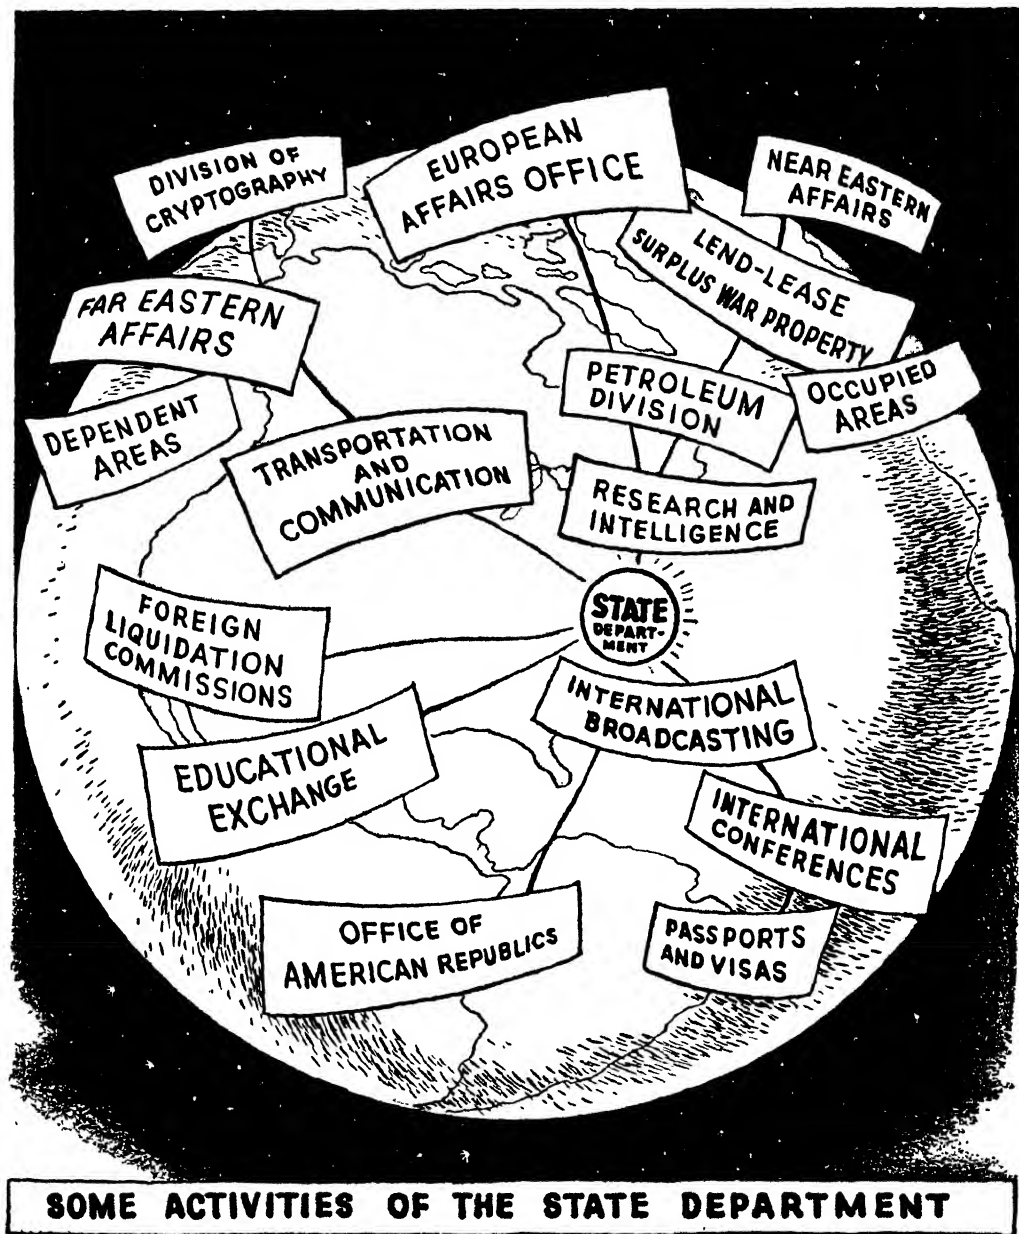 DIVISION OF
CRYPTOGRAPHY
EUROPEAN
AFFAIRS OFFICE
NEAR EASTERN
AFFAIRS
LEND-LEASE
SURPLUS WAR PROPERTY
FAR EASTERN
AFFAIRS
PETROLEUM
DIVISION
OCCUPIED
AREAS
DEPENDENT
AREAS
TRANSPORTATION
AND
COMMUNICATION
RESEARCH AND
INTELLIGENCE
STATE
DEPART-
MENT
FOREIGN
LIQUIDATION
COMMISSIONS
INTERNATIONAL
BROADCASTING
EDUCATIONAL
EXCHANGE
INTERNATIONAL
CONFERENCES
OFFICE OF
AMERICAN REPUBLICS
PASSPORTS
AND VISAS
SOME ACTIVITIES OF THE STATE DEPARTMENT